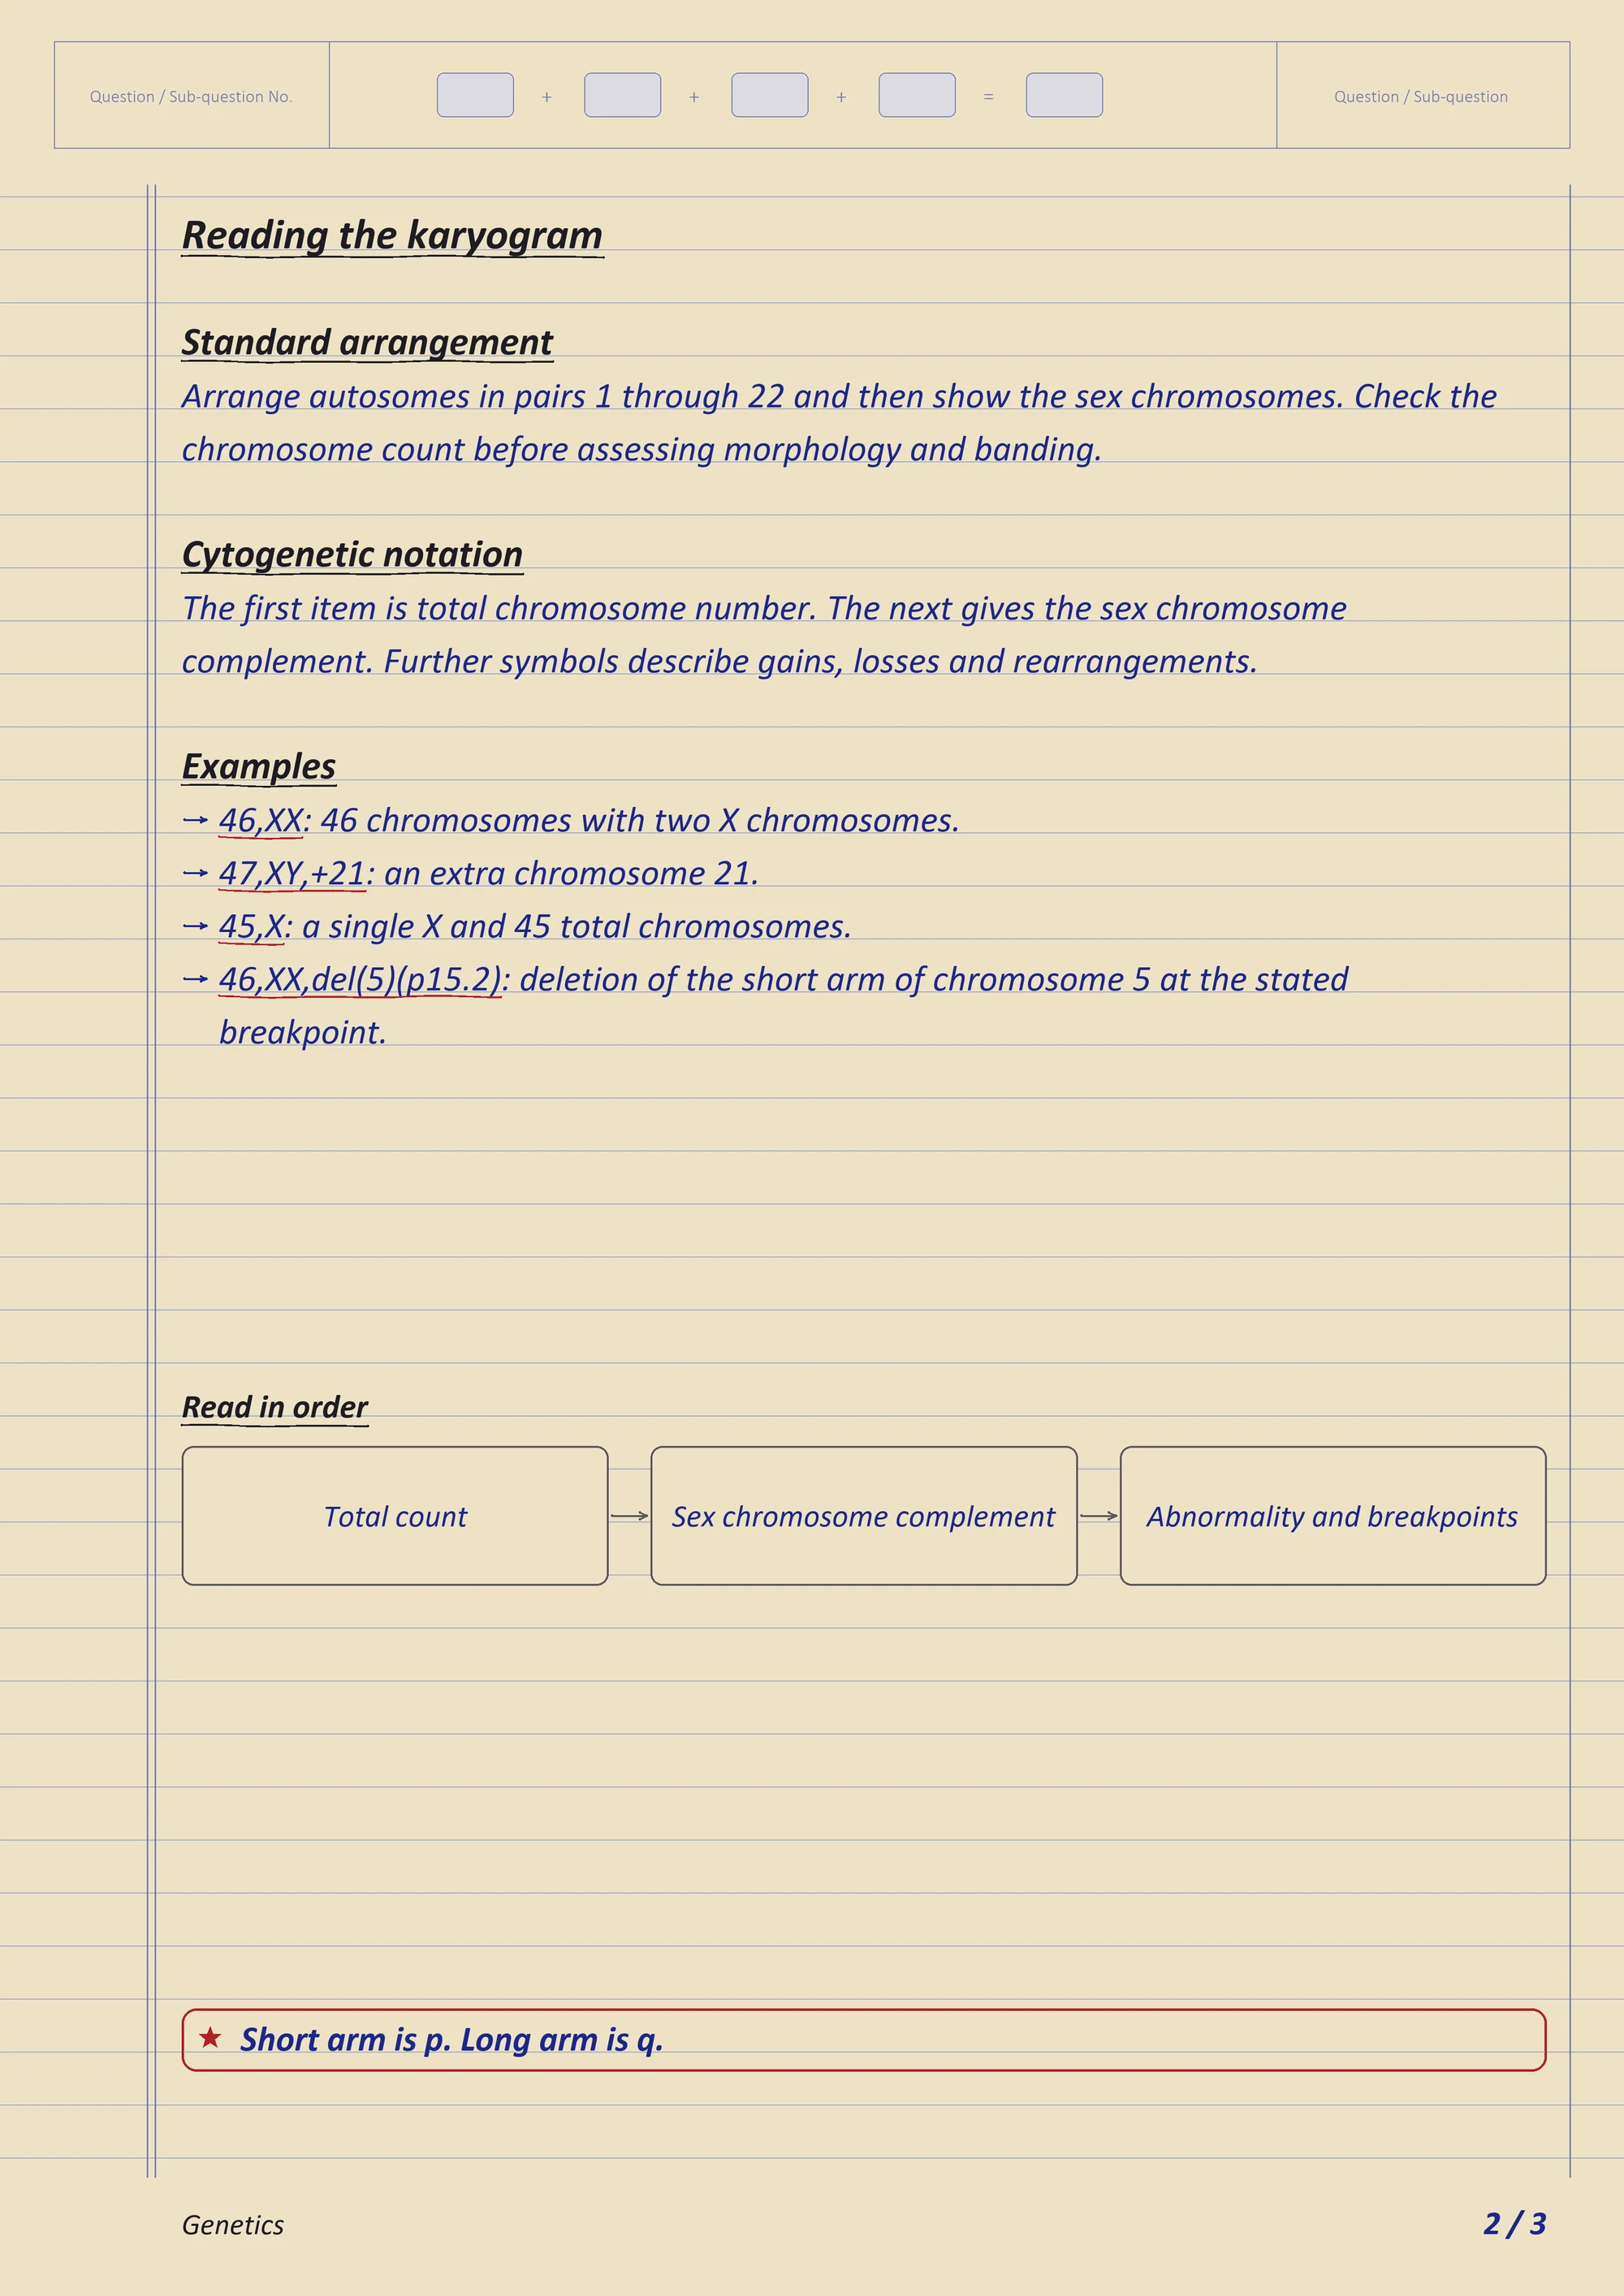 Question / Sub-question No.
+ + + =
Question / Sub-question
Reading the karyogram
Standard arrangement
Arrange autosomes in pairs 1 through 22 and then show the sex chromosomes. Check the
chromosome count before assessing morphology and banding.
Cytogenetic notation
The first item is total chromosome number. The next gives the sex chromosome
complement. Further symbols describe gains, losses and rearrangements.
Examples
→ 46,XX: 46 chromosomes with two X chromosomes.
→ 47,XY,+21: an extra chromosome 21.
→ 45,X: a single X and 45 total chromosomes.
→ 46,XX,del(5)(p15.2): deletion of the short arm of chromosome 5 at the stated
breakpoint.
Read in order
Total count → Sex chromosome complement → Abnormality and breakpoints
★ Short arm is p. Long arm is q.
Genetics
2 / 3